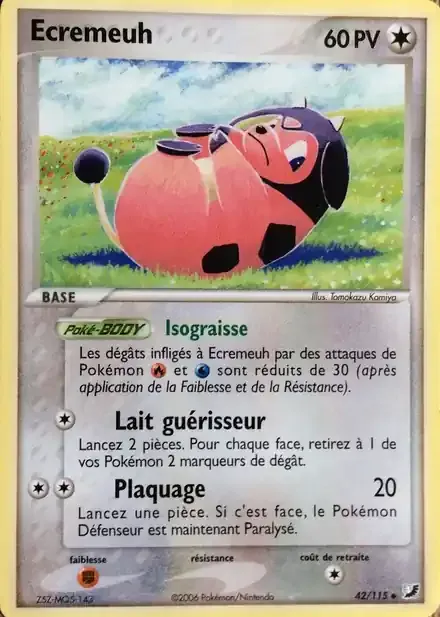 Ecremeuh 60 PV
BASE
Illus. Tomokazu Komiya
Poké-BODY Isograisse
Les dégâts infligés à Ecremeuh par des attaques de
Pokémon et sont réduits de 30 (après
application de la Faiblesse et de la Résistance).
Lait guérisseur
Lancez 2 pièces. Pour chaque face, retirez à 1 de
vos Pokémon 2 marqueurs de dégât.
Plaquage 20
Lancez une pièce. Si c'est face, le Pokémon
Défenseur est maintenant Paralysé.
faiblesse résistance coût de retraite
©2006 Pokémon/Nintendo
42/115